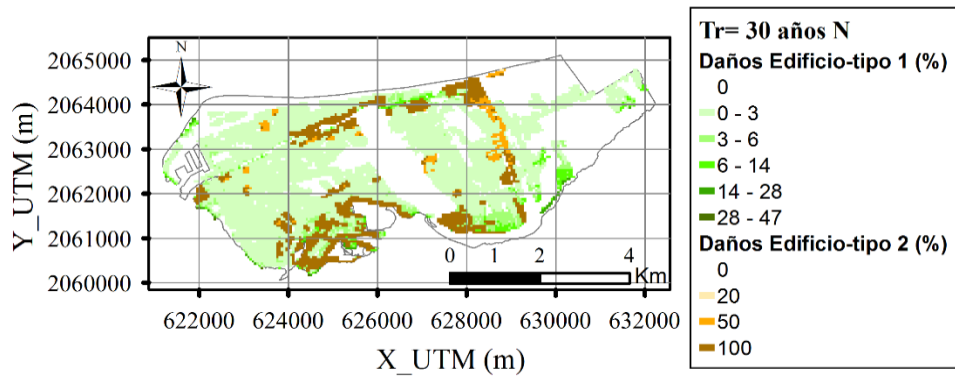 N
Y_UTM (m)
2065000
2064000
2063000
2062000
2061000
2060000
0 1 2 4
Km
622000 624000 626000 628000 630000 632000
X_UTM (m)
Tr= 30 años N
Daños Edificio-tipo 1 (%)
0
0 - 3
3 - 6
6 - 14
14 - 28
28 - 47
Daños Edificio-tipo 2 (%)
0
20
50
100